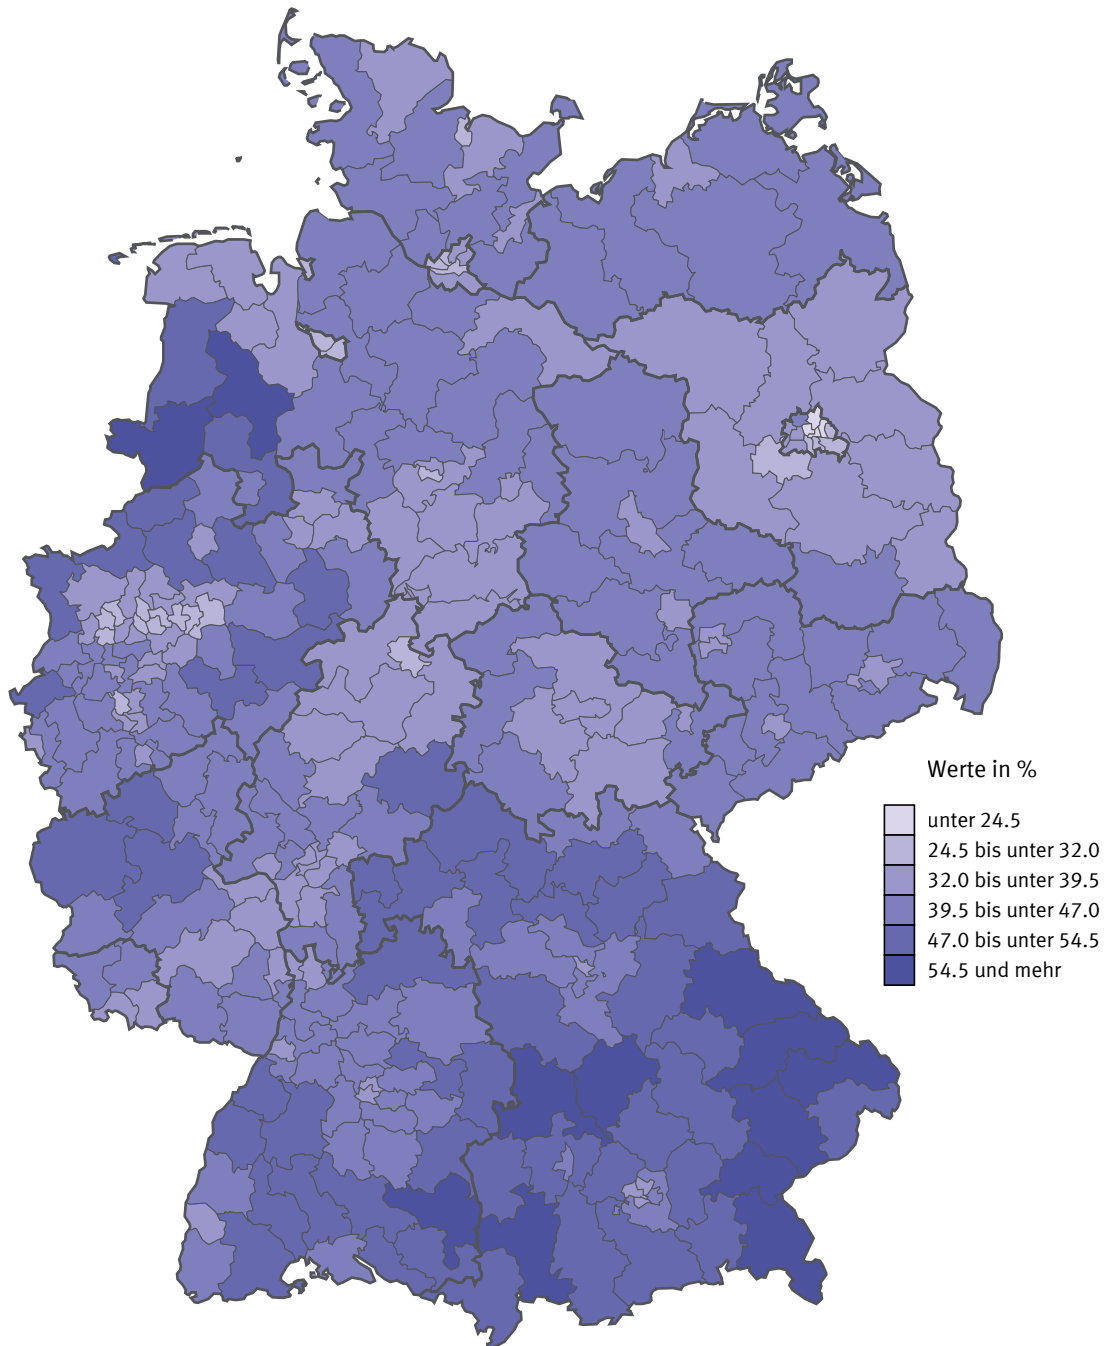 Werte in %
unter 24.5
24.5 bis unter 32.0
32.0 bis unter 39.5
39.5 bis unter 47.0
47.0 bis unter 54.5
54.5 und mehr